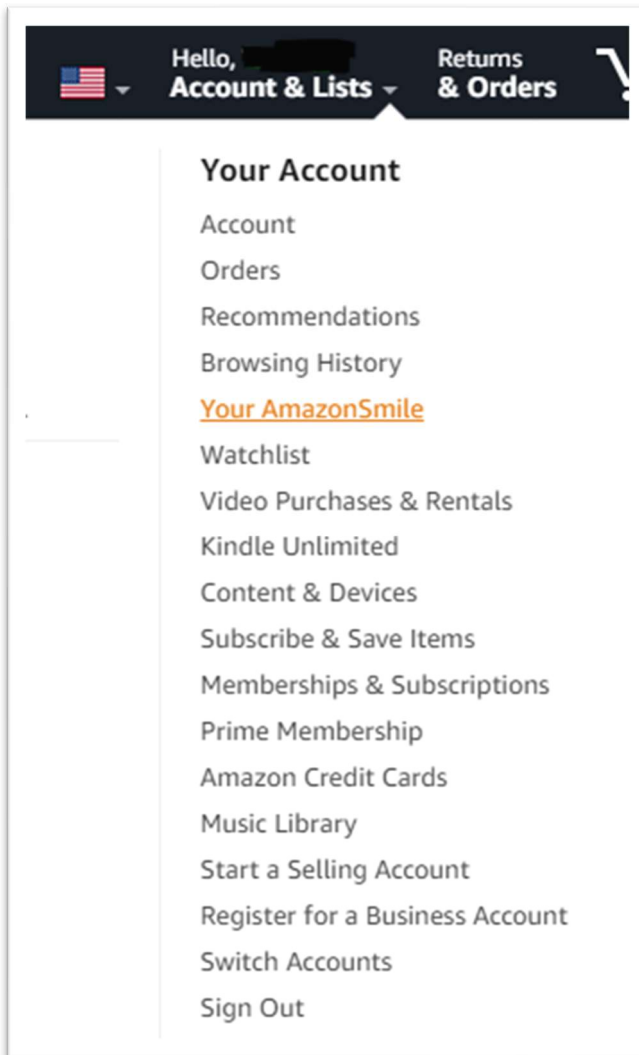 Hello,
Account & Lists
Returns
& Orders
Your Account
Account
Orders
Recommendations
Browsing History
Your AmazonSmile
Watchlist
Video Purchases & Rentals
Kindle Unlimited
Content & Devices
Subscribe & Save Items
Memberships & Subscriptions
Prime Membership
Amazon Credit Cards
Music Library
Start a Selling Account
Register for a Business Account
Switch Accounts
Sign Out